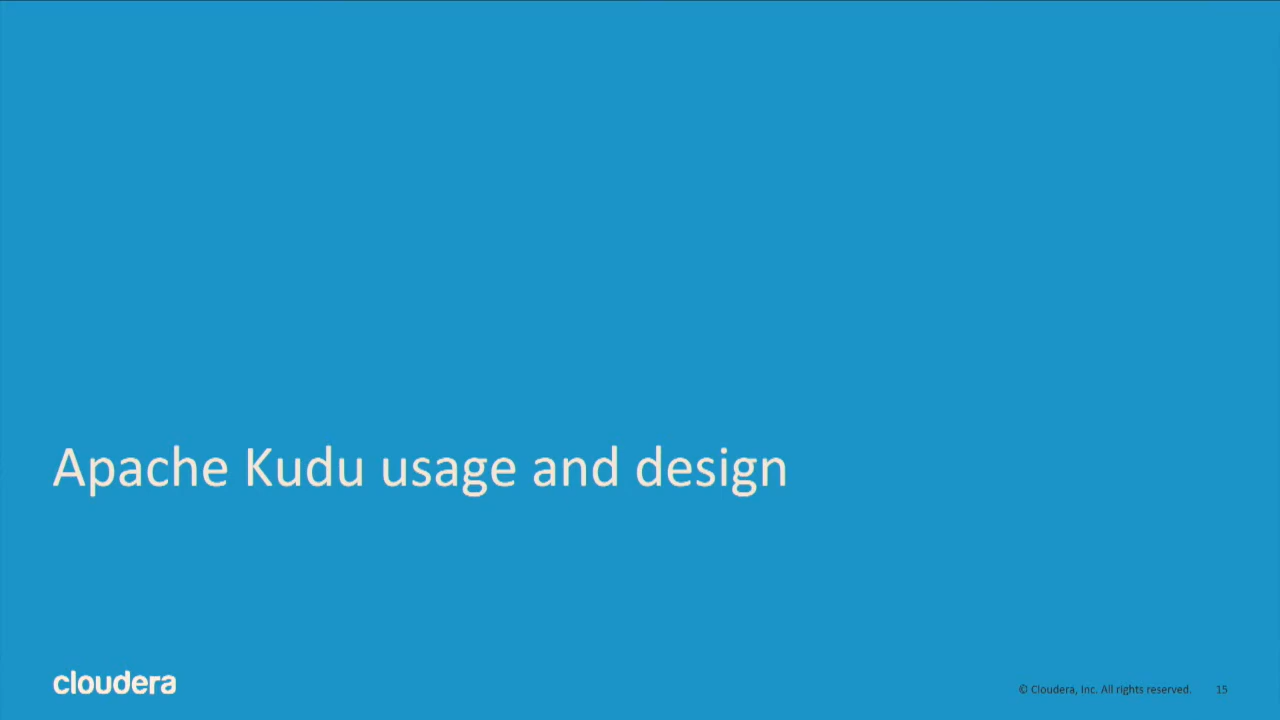 Apache Kudu usage and design
cloudera
© Cloudera, Inc. All rights reserved. 15